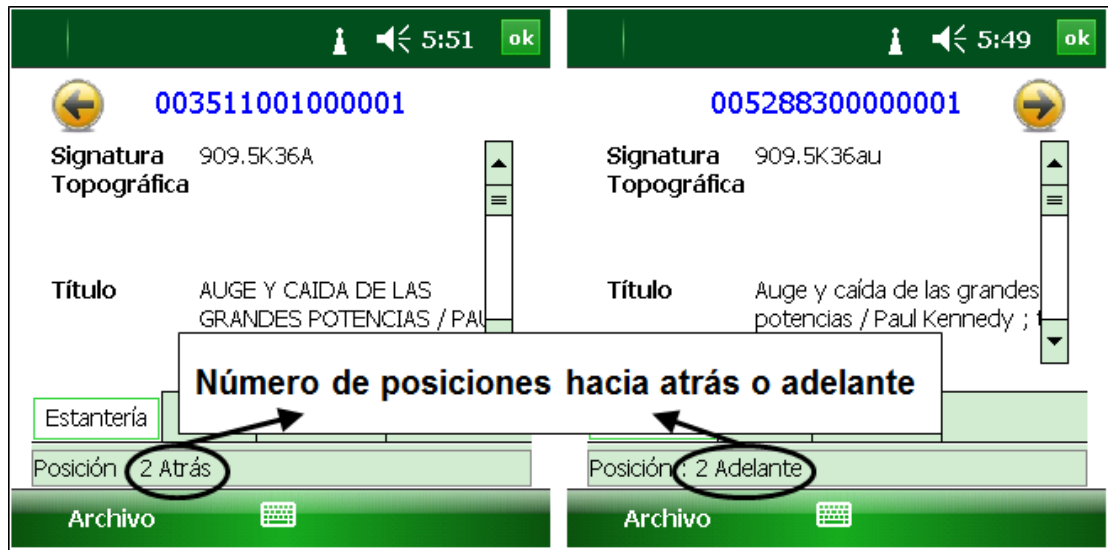 5:51 ok
003511001000001
Signatura 909.5K36A
Topográfica
Título AUGE Y CAIDA DE LAS
GRANDES POTENCIAS /
Estantería
Posición : 2 Atrás
Archivo
5:49 ok
005288300000001
Signatura 909.5K36au
Topográfica
Título Auge y caída de las grandes
potencias / Paul Kennedy ;
Posición : 2 Adelante
Archivo
Número de posiciones hacia atrás o adelante